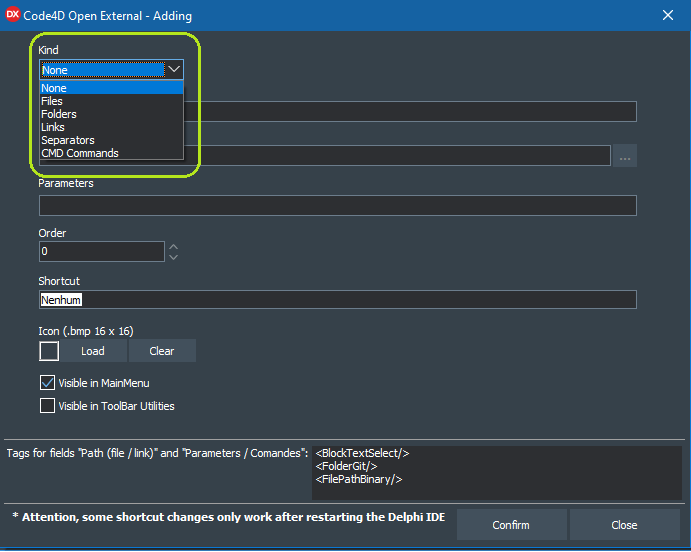 DX Code4D Open External - Adding
Kind
None
None
Files
Folders
Links
Separators
CMD Commands
...
Parameters
Order
0
Shortcut
Nenhum
Icon (.bmp 16 x 16)
Load Clear
Visible in MainMenu
Visible in ToolBar Utilities
Tags for fields "Path (file / link)" and "Parameters / Comandes":
<BlockTextSelect/>
<FolderGit/>
<FilePathBinary/>
* Attention, some shortcut changes only work after restarting the Delphi IDE
Confirm Close